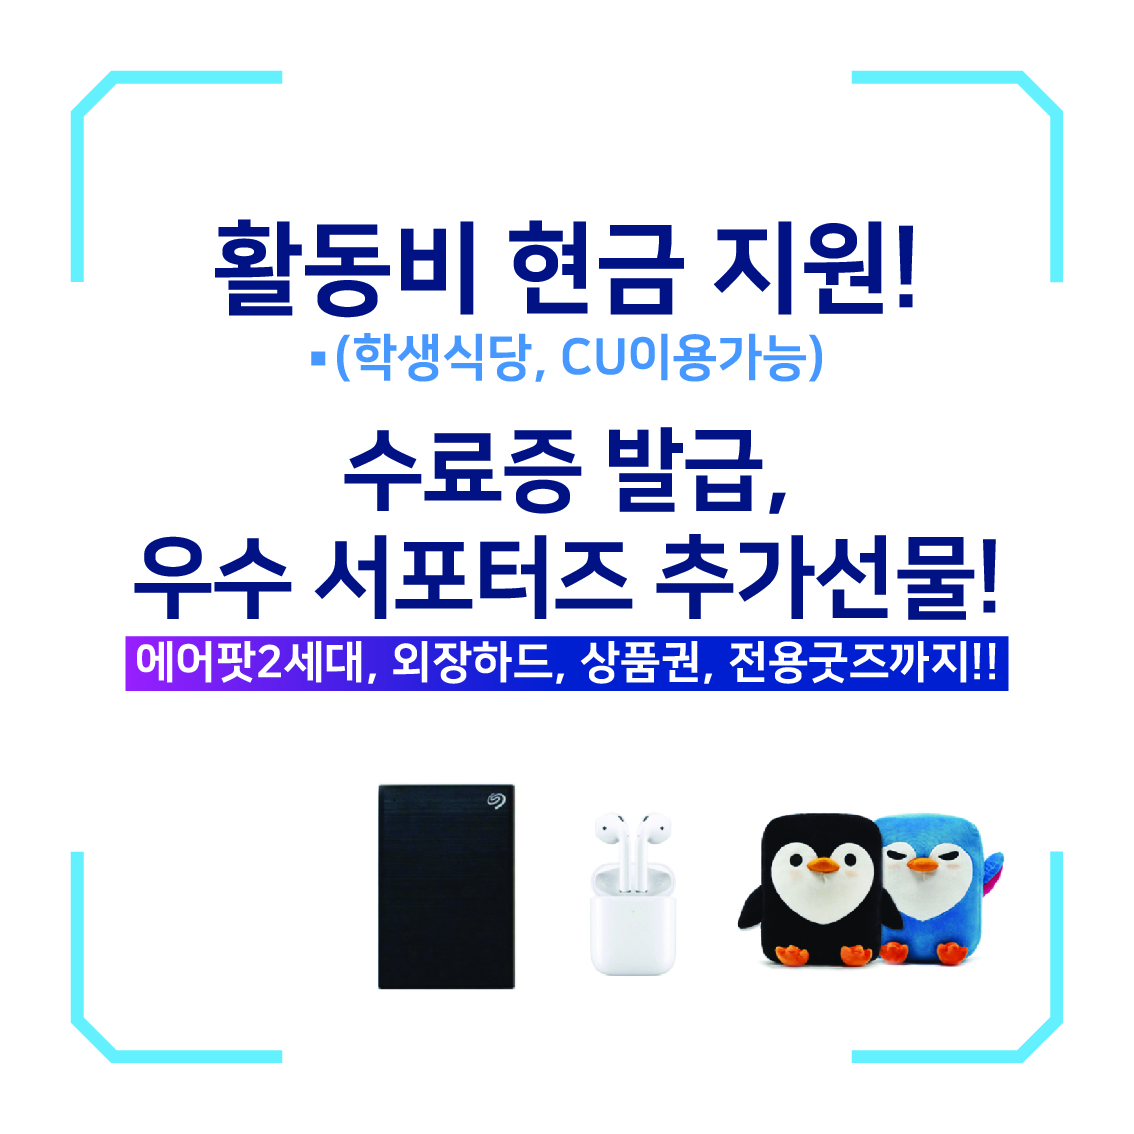 활동비 현금 지원!
▪(학생식당, CU이용가능)
수료증 발급,
우수 서포터즈 추가선물!
에어팟2세대, 외장하드, 상품권, 전용굿즈까지!!